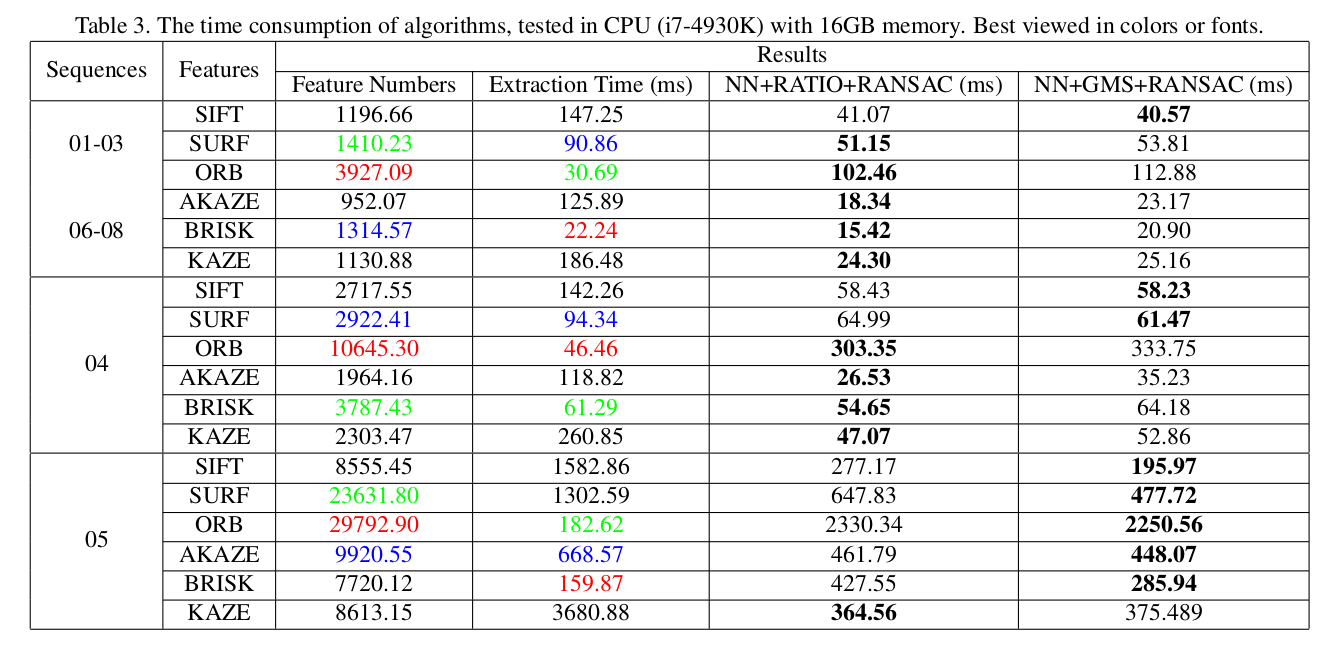 Table 3. The time consumption of algorithms, tested in CPU (i7-4930K) with 16GB memory. Best viewed in colors or fonts.
Sequences Features Results
Feature Numbers Extraction Time (ms) NN+RATIO+RANSAC (ms) NN+GMS+RANSAC (ms)
SIFT 1196.66 147.25 41.07 40.57
01-03 SURF 1410.23 90.86 51.15 53.81
ORB 3927.09 30.69 102.46 112.88
AKAZE 952.07 125.89 18.34 23.17
06-08 BRISK 1314.57 22.24 15.42 20.90
KAZE 1130.88 186.48 24.30 25.16
SIFT 2717.55 142.26 58.43 58.23
SURF 2922.41 94.34 64.99 61.47
ORB 10645.30 46.46 303.35 333.75
04
AKAZE 1964.16 118.82 26.53 35.23
BRISK 3787.43 61.29 54.65 64.18
KAZE 2303.47 260.85 47.07 52.86
SIFT 8555.45 1582.86 277.17 195.97
SURF 23631.80 1302.59 647.83 477.72
ORB 29792.90 182.62 2330.34 2250.56
05
AKAZE 9920.55 668.57 461.79 448.07
BRISK 7720.12 159.87 427.55 285.94
KAZE 8613.15 3680.88 364.56 375.489